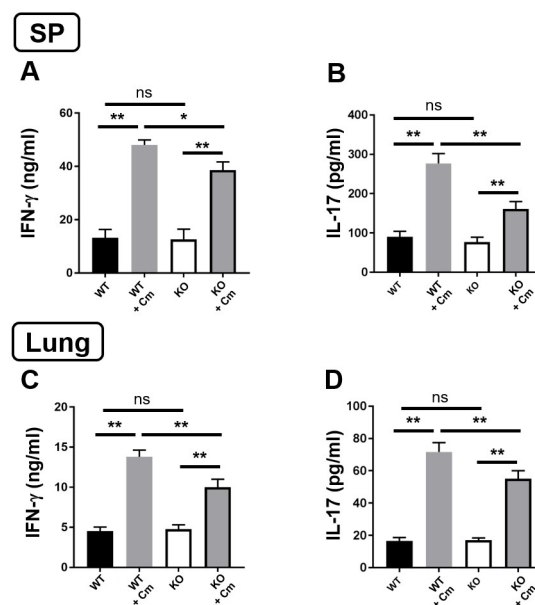 SP
A
ns
**
*
**
IFN-γ (ng/ml)
60
40
20
0
WT
WT
+ Cm
KO
KO
+ Cm
B
ns
**
**
**
IL-17 (pg/ml)
400
300
200
100
0
WT
WT
+ Cm
KO
KO
+ Cm
Lung
C
ns
**
**
**
IFN-γ (ng/ml)
20
15
10
5
0
WT
WT
+ Cm
KO
KO
+ Cm
D
ns
**
**
**
IL-17 (pg/ml)
100
80
60
40
20
0
WT
WT
+ Cm
KO
KO
+ Cm